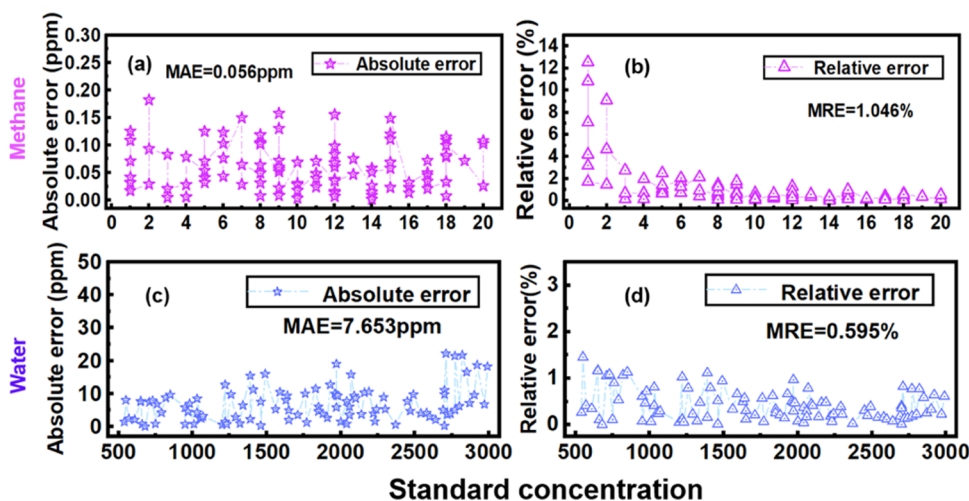 Methane
Absolute error (ppm)
0.30
0.25
0.20
0.15
0.10
0.05
0.00
(a)
MAE=0.056ppm
Absolute error
0 2 4 6 8 10 12 14 16 18 20
Relative error(%)
14
12
10
8
6
4
2
0
(b)
Relative error
MRE=1.046%
0 2 4 6 8 10 12 14 16 18 20
Water
Absolute error (ppm)
50
40
30
20
10
0
(c)
Absolute error
MAE=7.653ppm
500 1000 1500 2000 2500 3000
Relative error(%)
3
2
1
0
(d)
Relative error
MRE=0.595%
500 1000 1500 2000 2500 3000
Standard concentration